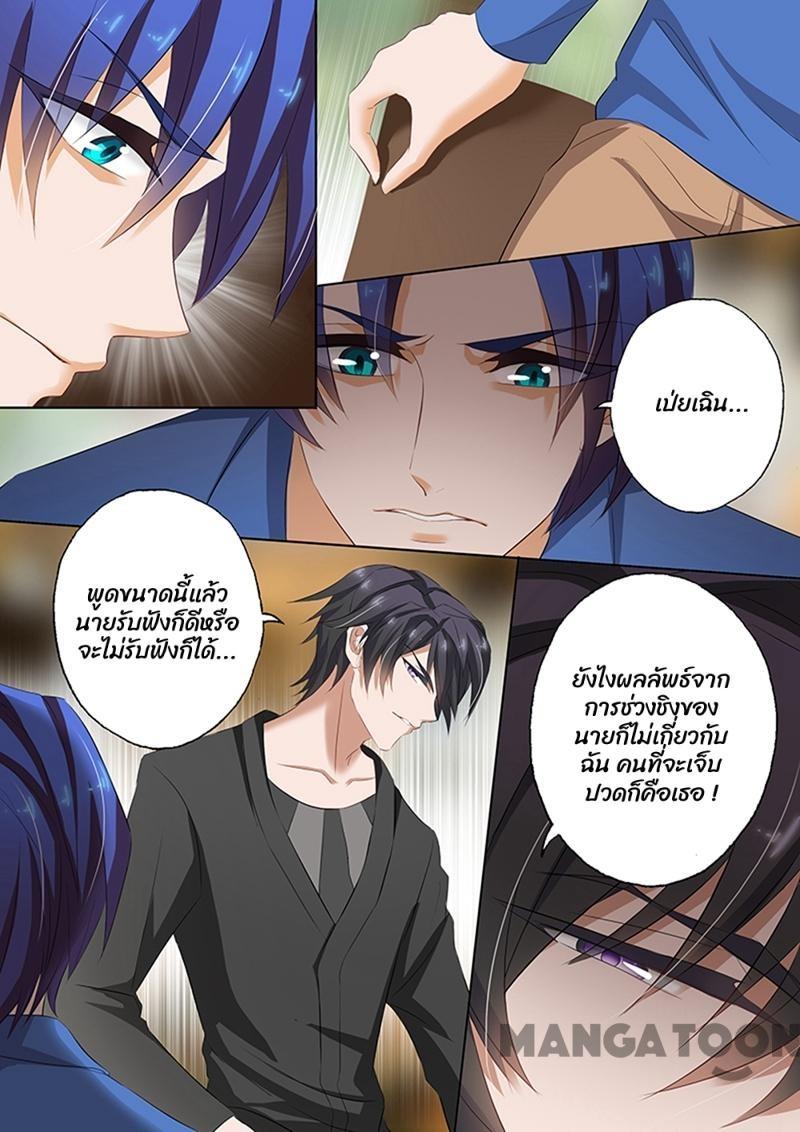 เป่ยเฉิน...
พูดขนาดนี้แล้ว
นายรับฟังก็ดีหรือ
จะไม่รับฟังก็ได้...
ยังไงผลลัพธ์จาก
การช่วงชิงของ
นายก็ไม่เกี่ยวกับ
ฉัน คนที่จะเจ็บ
ปวดก็คือเธอ !
MANGA TOON